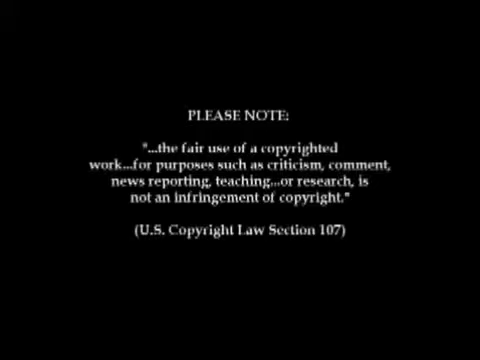 PLEASE NOTE:
"...the fair use of a copyrighted
work...for purposes such as criticism, comment,
news reporting, teaching...or research, is
not an infringement of copyright."
(U.S. Copyright Law Section 107)